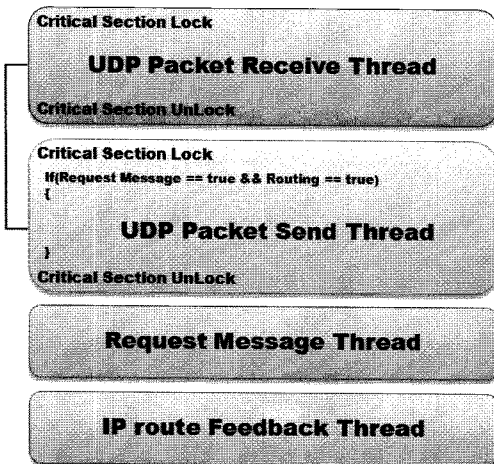 Critical Section Lock
UDP Packet Receive Thread
Critical Section UnLock
Critical Section Lock
If(Request Message == true && Routing == true)
{
UDP Packet Send Thread
}
Critical Section UnLock
Request Message Thread
IP route Feedback Thread